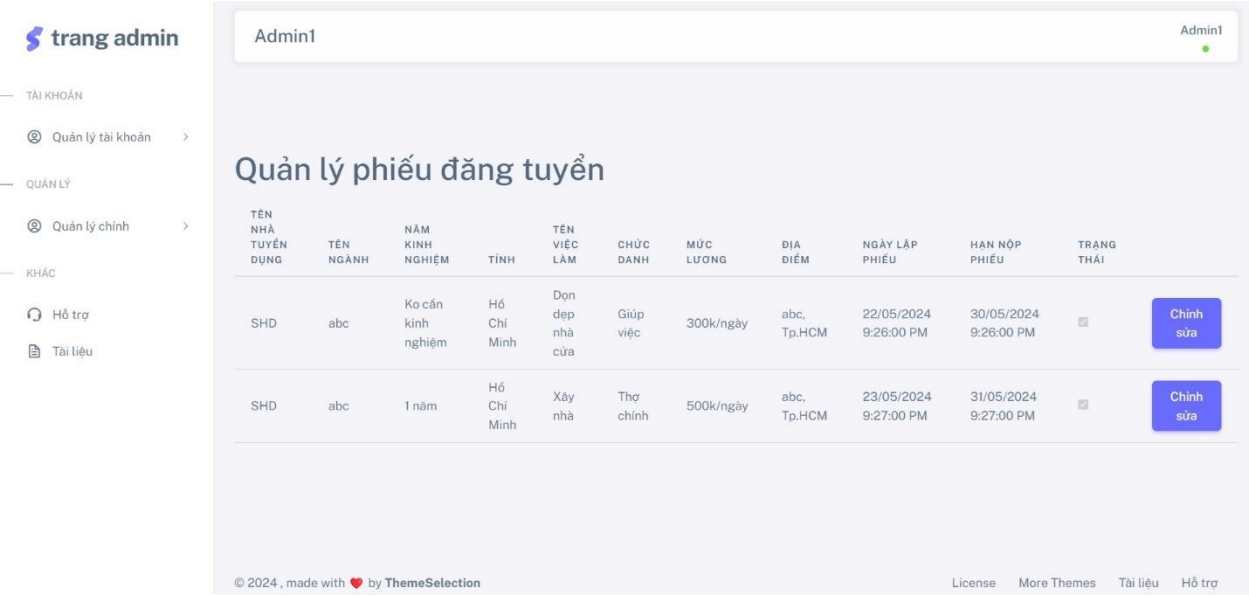 trang admin
Admin1
Admin1
TÀI KHOẢN
Quản lý tài khoản
QUẢN LÝ
Quản lý chính
KHÁC
Hỗ trợ
Tài liệu
Quản lý phiếu đăng tuyển
TÊN
NHÀ
TUYỂN
DỤNG
TÊN
NGÀNH
NĂM
KINH
NGHIỆM
TỈNH
TÊN
VIỆC
LÀM
CHỨC
DANH
MỨC
LƯƠNG
ĐỊA
ĐIỂM
NGÀY LẬP
PHIẾU
HẠN NỘP
PHIẾU
TRẠNG
THÁI
SHD
abc
Ko cần
kinh
nghiệm
Hồ
Chí
Minh
Dọn
dẹp
nhà
cửa
Giúp
việc
300k/ngày
abc,
Tp.HCM
22/05/2024
9:26:00 PM
30/05/2024
9:26:00 PM
Chỉnh
sửa
SHD
abc
1 năm
Hồ
Chí
Minh
Xây
nhà
Thợ
chính
500k/ngày
abc,
Tp.HCM
23/05/2024
9:27:00 PM
31/05/2024
9:27:00 PM
Chỉnh
sửa
© 2024 , made with ❤️ by ThemeSelection
License More Themes Tài liệu Hỗ trợ